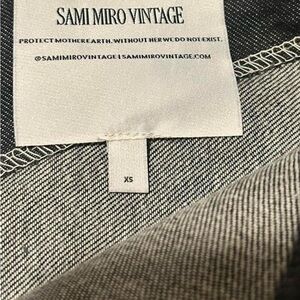 SAMI MIRO VINTAGE
PROTECT MOTHER EARTH, WITHOUT HER WE DO NOT EXIST.
@SAMIMIROVINTAGE | SAMIMIROVINTAGE.COM
XS